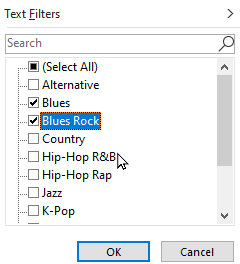 Text Filters
Search
(Select All)
Alternative
Blues
Blues Rock
Country
Hip-Hop R&B
Hip-Hop Rap
Jazz
K-Pop
OK
Cancel